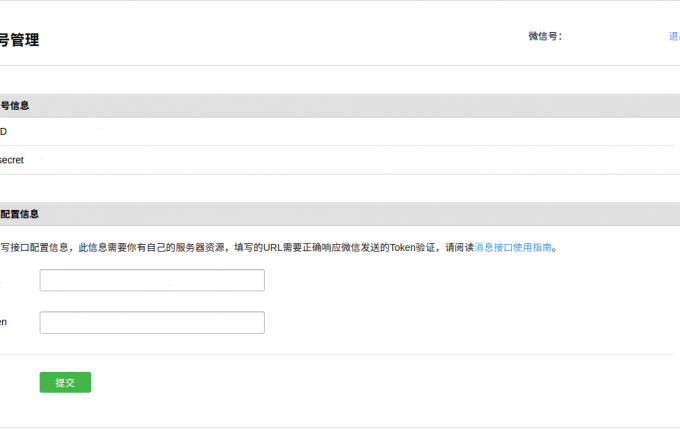 号管理
微信号：
退
号信息
D
secret
配置信息
写接口配置信息，此信息需要你有自己的服务器资源，填写的URL需要正确响应微信发送的Token验证，请阅读消息接口使用指南。
en
提交